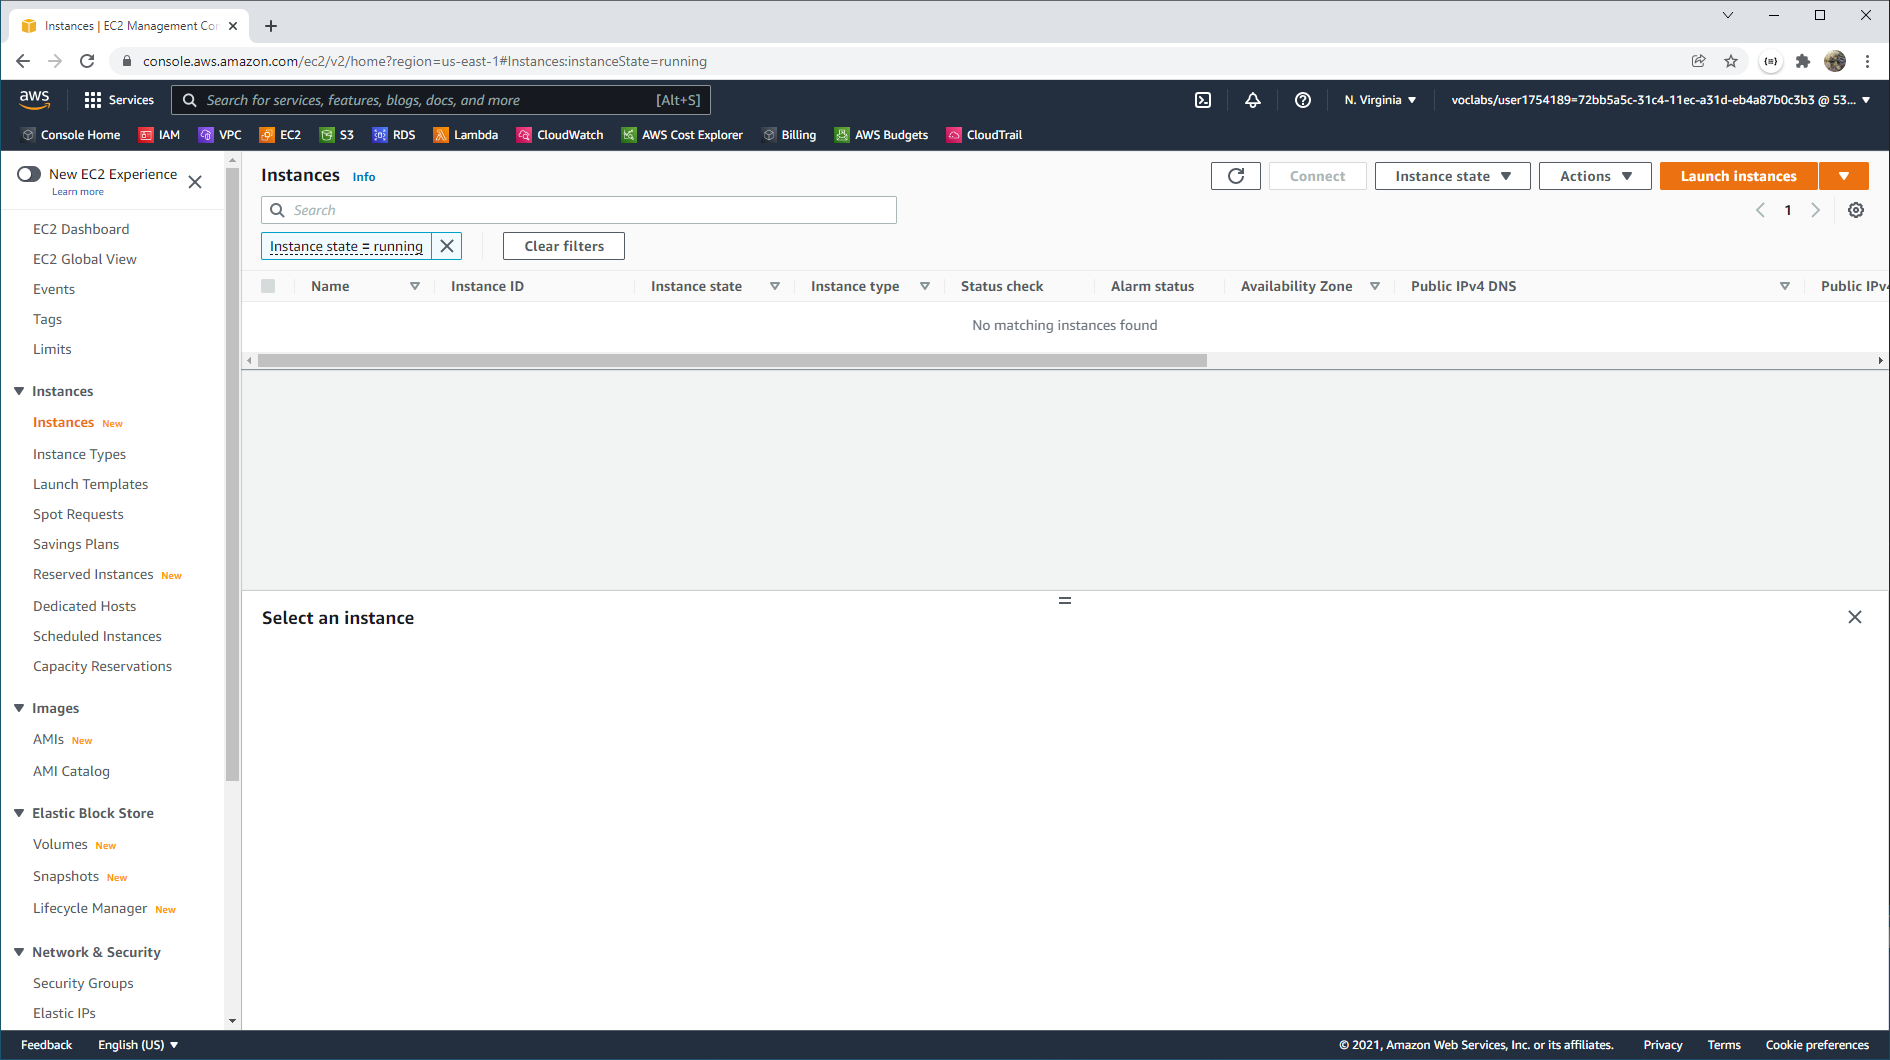 Instances | EC2 Management Con
console.aws.amazon.com/ec2/v2/home?region=us-east-1#Instances:instanceState=running
aws
Services
Search for services, features, blogs, docs, and more
[Alt+S]
N. Virginia
voclabs/user1754189=72bb5a5c-31c4-11ec-a31d-eb4a87b0c3b3 @ 53...
Console Home
IAM
VPC
EC2
S3
RDS
Lambda
CloudWatch
AWS Cost Explorer
Billing
AWS Budgets
CloudTrail
New EC2 Experience
Learn more
EC2 Dashboard
EC2 Global View
Events
Tags
Limits
Instances
Instances New
Instance Types
Launch Templates
Spot Requests
Savings Plans
Reserved Instances New
Dedicated Hosts
Scheduled Instances
Capacity Reservations
Images
AMIs New
AMI Catalog
Elastic Block Store
Volumes New
Snapshots New
Lifecycle Manager New
Network & Security
Security Groups
Elastic IPs
Instances Info
Connect
Instance state
Actions
Launch instances
Search
1
Instance state = running
Clear filters
Name
Instance ID
Instance state
Instance type
Status check
Alarm status
Availability Zone
Public IPv4 DNS
Public IPv4
No matching instances found
Select an instance
Feedback
English (US)
© 2021, Amazon Web Services, Inc. or its affiliates.
Privacy
Terms
Cookie preferences